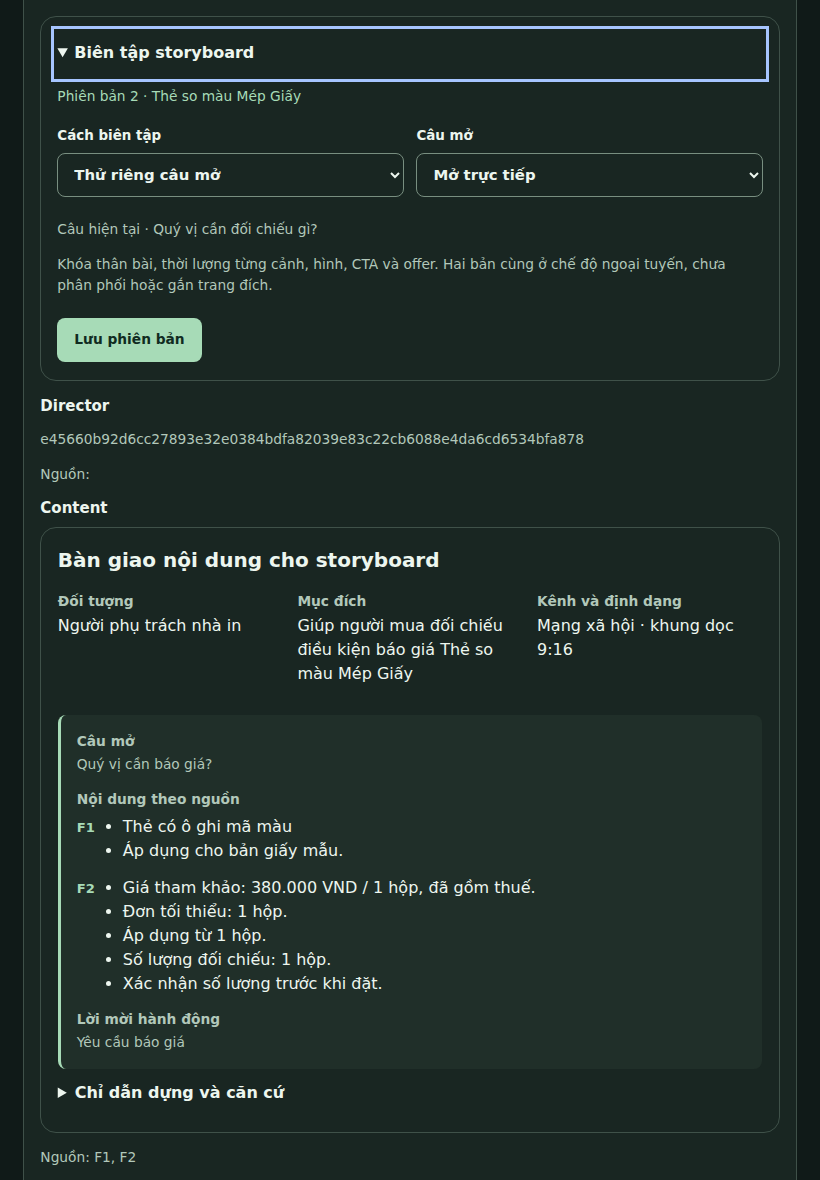 Biên tập storyboard
Phiên bản 2 · Thẻ so màu Mép Giấy
Cách biên tập
Câu mở
Thử riêng câu mở
Mở trực tiếp
Câu hiện tại · Quý vị cần đối chiếu gì?
Khóa thân bài, thời lượng từng cảnh, hình, CTA và offer. Hai bản cùng ở chế độ ngoại tuyến, chưa
phân phối hoặc gắn trang đích.
Lưu phiên bản
Director
e45660b92d6cc27893e32e0384bdfa82039e83c22cb6088e4da6cd6534bfa878
Nguồn:
Content
Bàn giao nội dung cho storyboard
Đối tượng
Người phụ trách nhà in
Mục đích
Giúp người mua đối chiếu
điều kiện báo giá Thẻ so
màu Mép Giấy
Kênh và định dạng
Mạng xã hội · khung dọc
9:16
Câu mở
Quý vị cần báo giá?
Nội dung theo nguồn
F1
• Thẻ có ô ghi mã màu
• Áp dụng cho bản giấy mẫu.
F2
• Giá tham khảo: 380.000 VND / 1 hộp, đã gồm thuế.
• Đơn tối thiểu: 1 hộp.
• Áp dụng từ 1 hộp.
• Số lượng đối chiếu: 1 hộp.
• Xác nhận số lượng trước khi đặt.
Lời mời hành động
Yêu cầu báo giá
Chỉ dẫn dựng và căn cứ
Nguồn: F1, F2